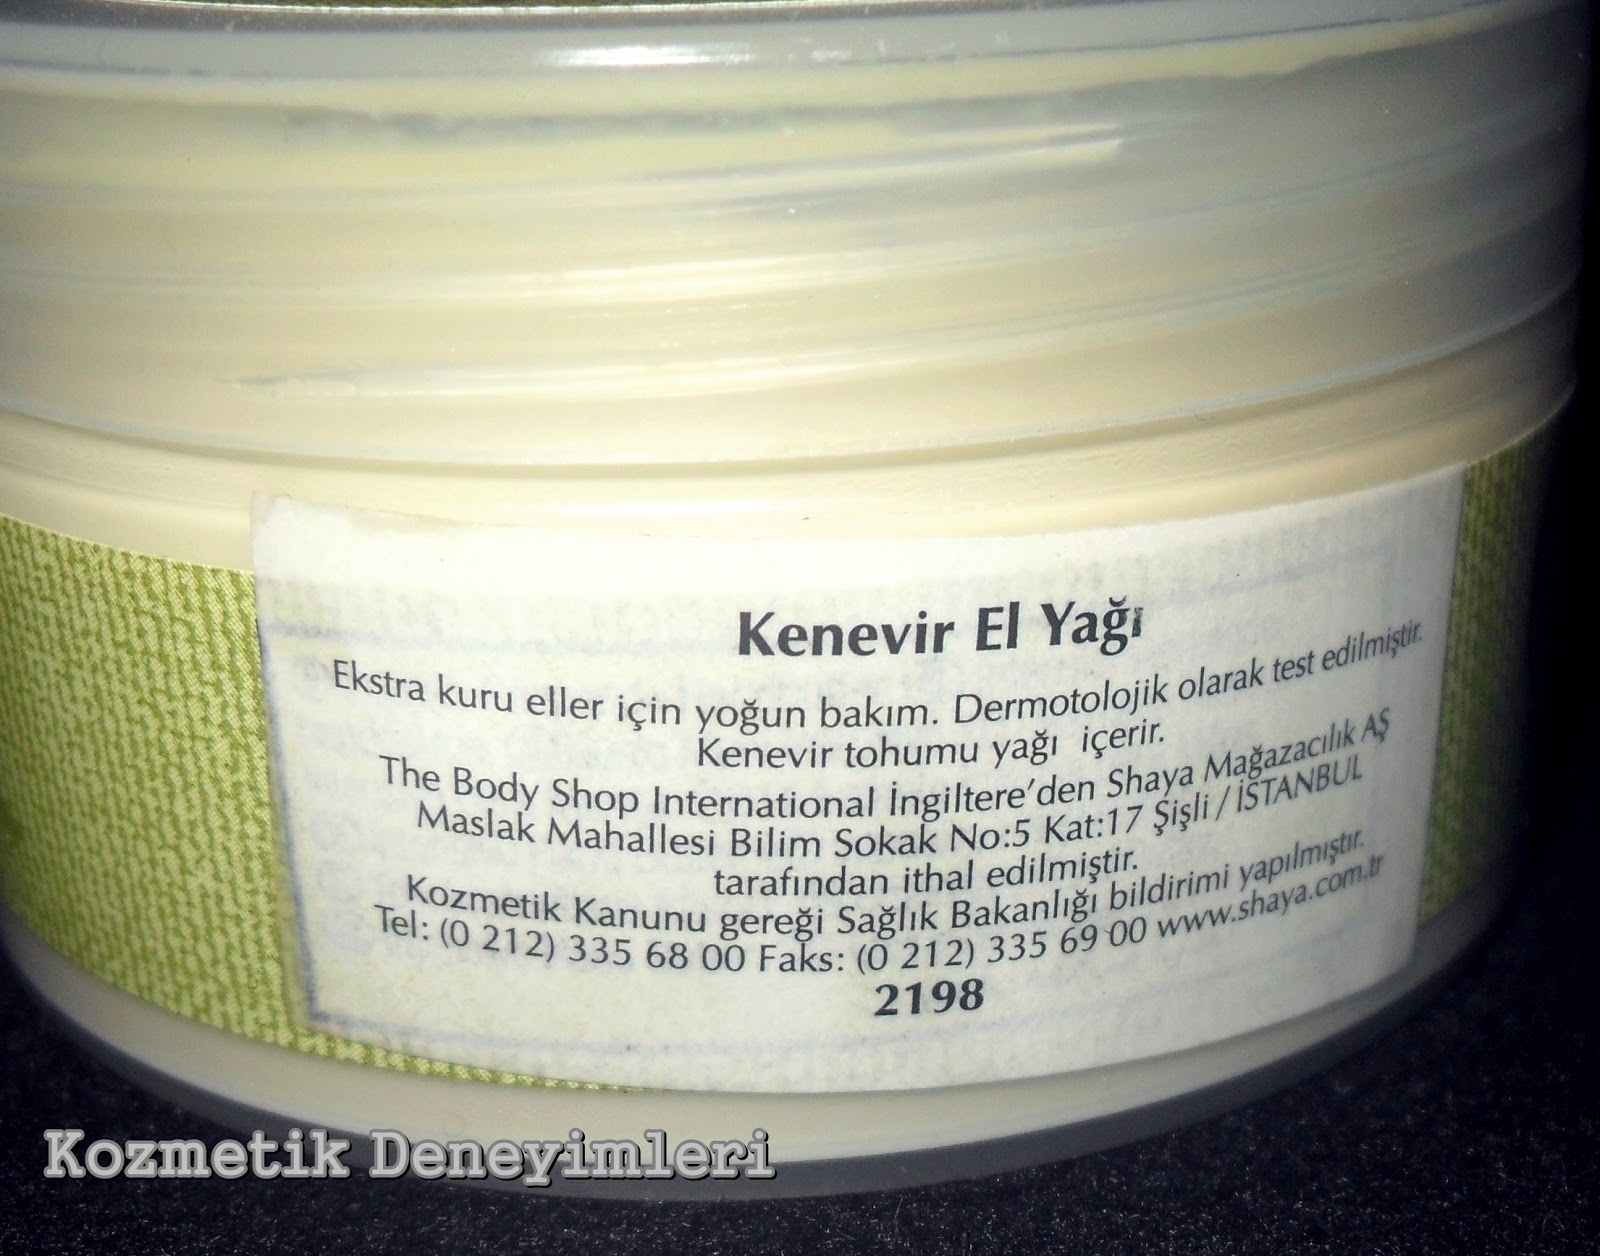 Kenevir El Yağı
Ekstra kuru eller için yoğun bakım. Dermotolojik olarak test edilmiştir.
Kenevir tohumu yağı içerir.
The Body Shop International İngiltere'den Shaya Mağazacılık AŞ
Maslak Mahallesi Bilim Sokak No:5 Kat:17 Şişli / İSTANBUL
tarafından ithal edilmiştir.
Kozmetik Kanunu gereği Sağlık Bakanlığı bildirimi yapılmıştır.
Tel: (0 212) 335 68 00 Faks: (0 212) 335 69 00 www.shaya.com.tr
2198
Kozmetik Deneyimleri